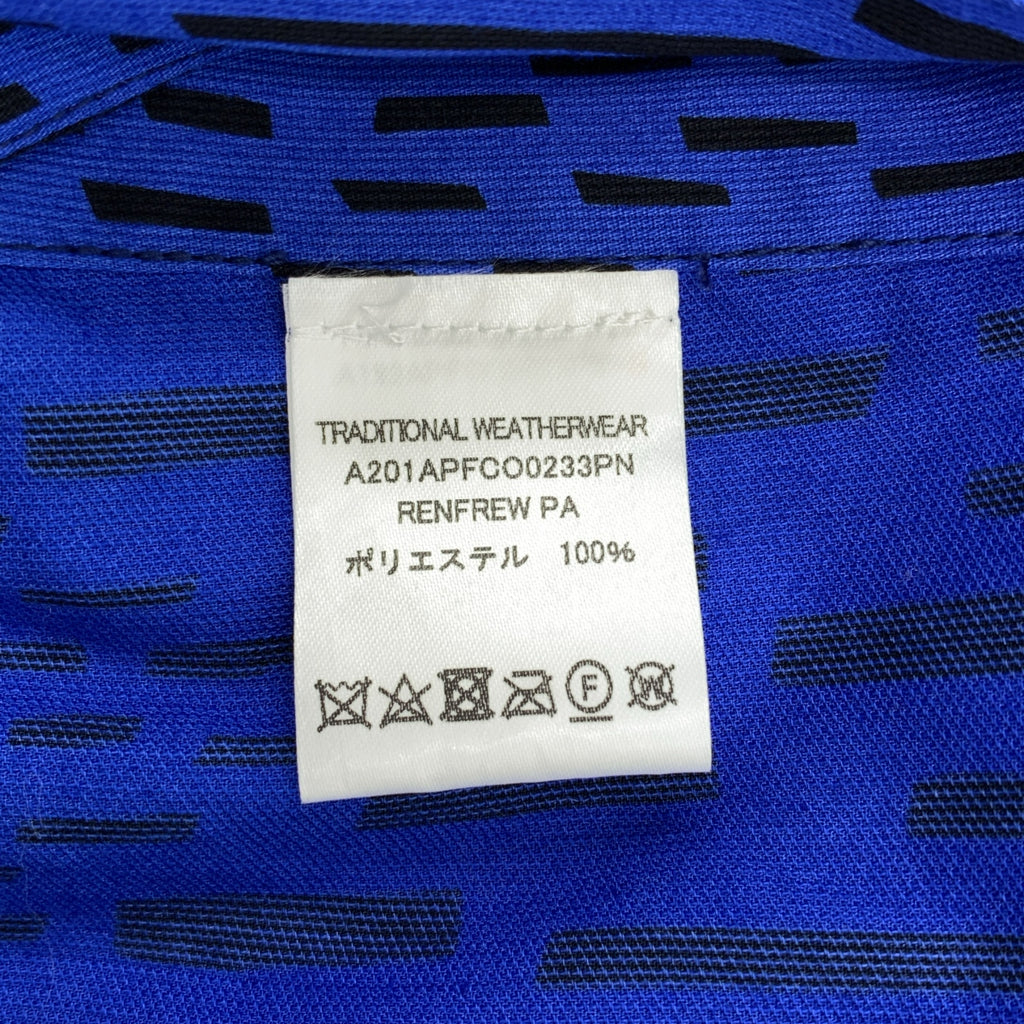 TRADITIONAL WEATHERWEAR
A201APFCO0233PN
RENFREW PA
ポリエステル 100%
F W